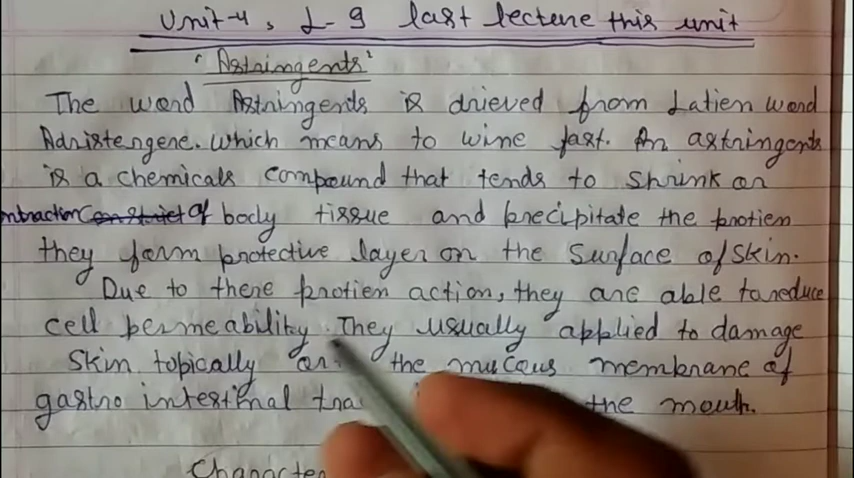 Unit-4, L-9 last lecture this unit
'Astringents'
The word Astringents is drieved from Latien word
Adristengene. which means to wine fast. An astringents
is a chemicals compound that tends to shrink or
ntraction Constrict of body tissue and precipitate the protien
they form protective layer on the surface of skin.
Due to there protien action, they are able to reduce
cell permeability. They usually applied to damage
skin topically or the mucous membrane of
gastro intestinal the mouth.
Character